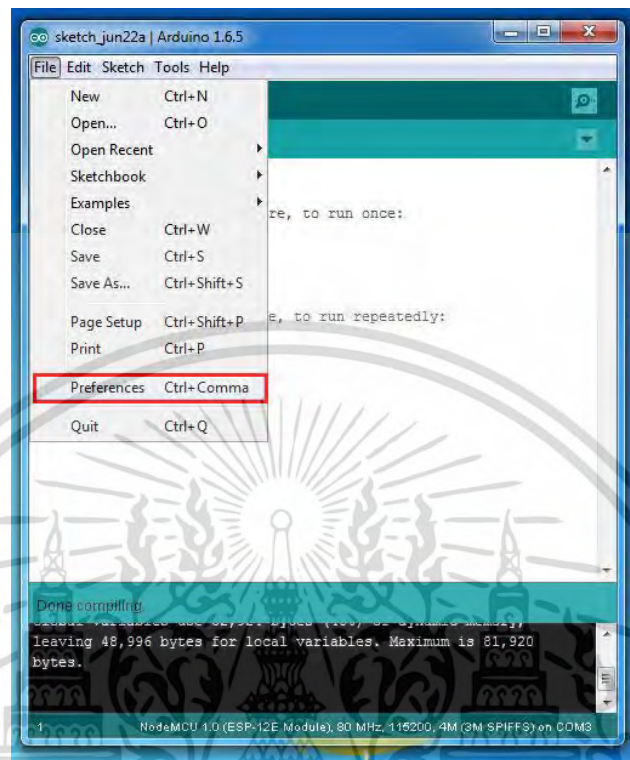 sketch_jun22a | Arduino 1.6.5
File Edit Sketch Tools Help
New Ctrl+N
Open... Ctrl+O
Open Recent
Sketchbook
Examples
Close Ctrl+W
Save Ctrl+S
Save As... Ctrl+Shift+S
Page Setup Ctrl+Shift+P
Print Ctrl+P
Preferences Ctrl+Comma
Quit Ctrl+Q
re, to run once:
e, to run repeatedly:
Done compiling.
leaving 48,996 bytes for local variables. Maximum is 81,920
bytes.
1 NodeMCU 1.0 (ESP-12E Module), 80 MHz, 115200, 4M (3M SPIFFS) on COM3